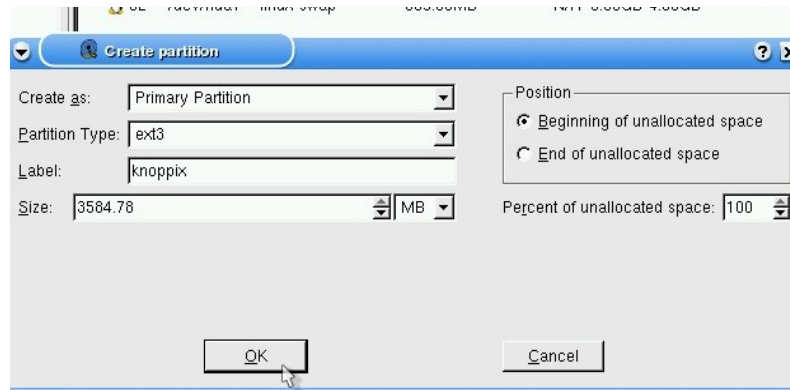 Create partition
Create as: Primary Partition
Partition Type: ext3
Label: knoppix
Size: 3584.78 MB
Position
Beginning of unallocated space
End of unallocated space
Percent of unallocated space: 100
OK
Cancel